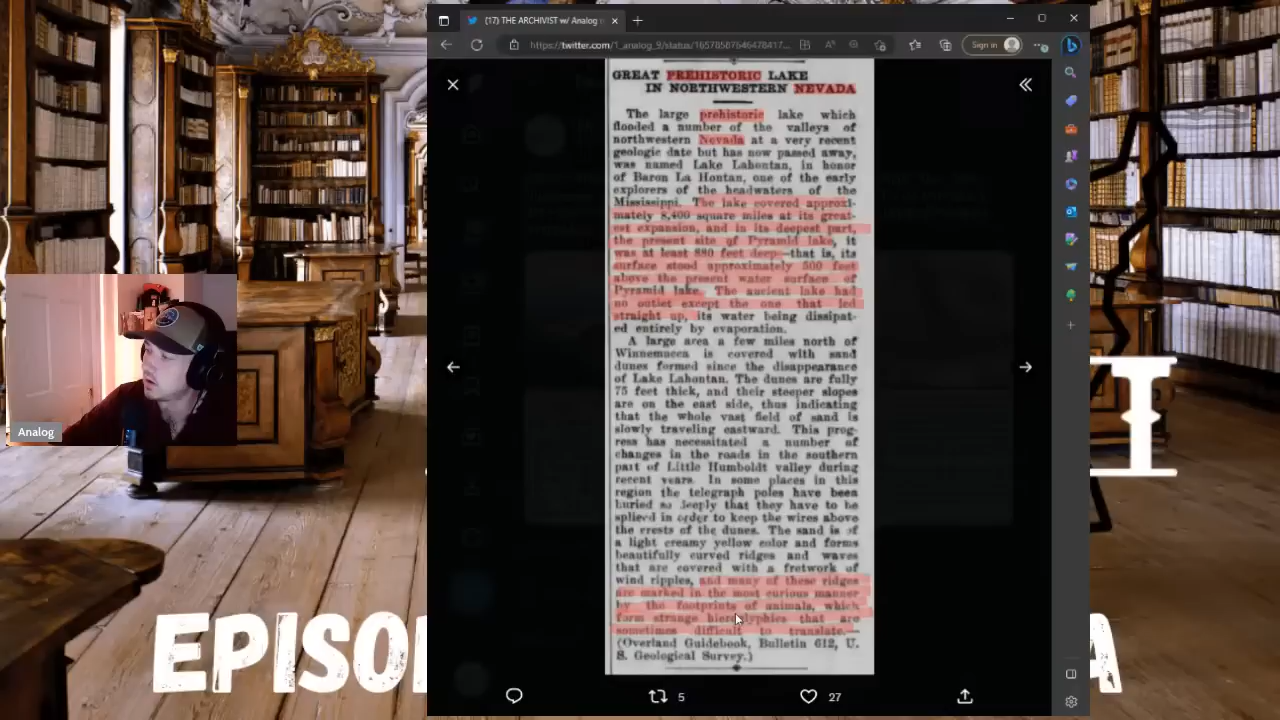 [17] THE ARCHIVIST w/ Analog
https://twitter.com/1_analog_9/status/1657858764647841​7...
Sign in
GREAT PREHISTORIC LAKE
IN NORTHWESTERN NEVADA
The large prehistoric lake which
flooded a number of the valleys of
northwestern Nevada at a very recent
geologic date but has now passed away,
was named Lake Lahontan, in honor
of Baron La Hontan, one of the early
explorers of the headwaters of the
Mississippi. The lake covered approxi-
mately 8,400 square miles at its great-
est expansion, and in its deepest part,
the present site of Pyramid lake, it
was at least 880 feet deep—that is, its
surface stood approximately 500 feet
above the present water surface of
Pyramid lake. The ancient lake had
no outlet except the one that led
straight up, its water being dissipat-
ed entirely by evaporation.
A large area a few miles north of
Winnemucca is covered with sand
dunes formed since the disappearance
of Lake Lahontan. The dunes are fully
75 feet thick, and their steeper slopes
are on the east side, thus indicating
that the whole vast field of sand is
slowly traveling eastward. This prog-
ress has necessitated a number of
changes in the roads in the southern
part of Little Humboldt valley during
recent years. In some places in this
region the telegraph poles have been
buried so deeply that they have to be
spliced in order to keep the wires above
the crests of the dunes. The sand is of
a light creamy yellow color and forms
beautifully curved ridges and waves
that are covered with a fretwork of
wind ripples, and many of these ridges
are marked in the most curious manner
by the footprints of animals, which
form strange hieroglyphics that are
sometimes difficult to translate.—
(Overland Guidebook, Bulletin 612, U.
S. Geological Survey.)
5
27
Analog
I
EPISO
A